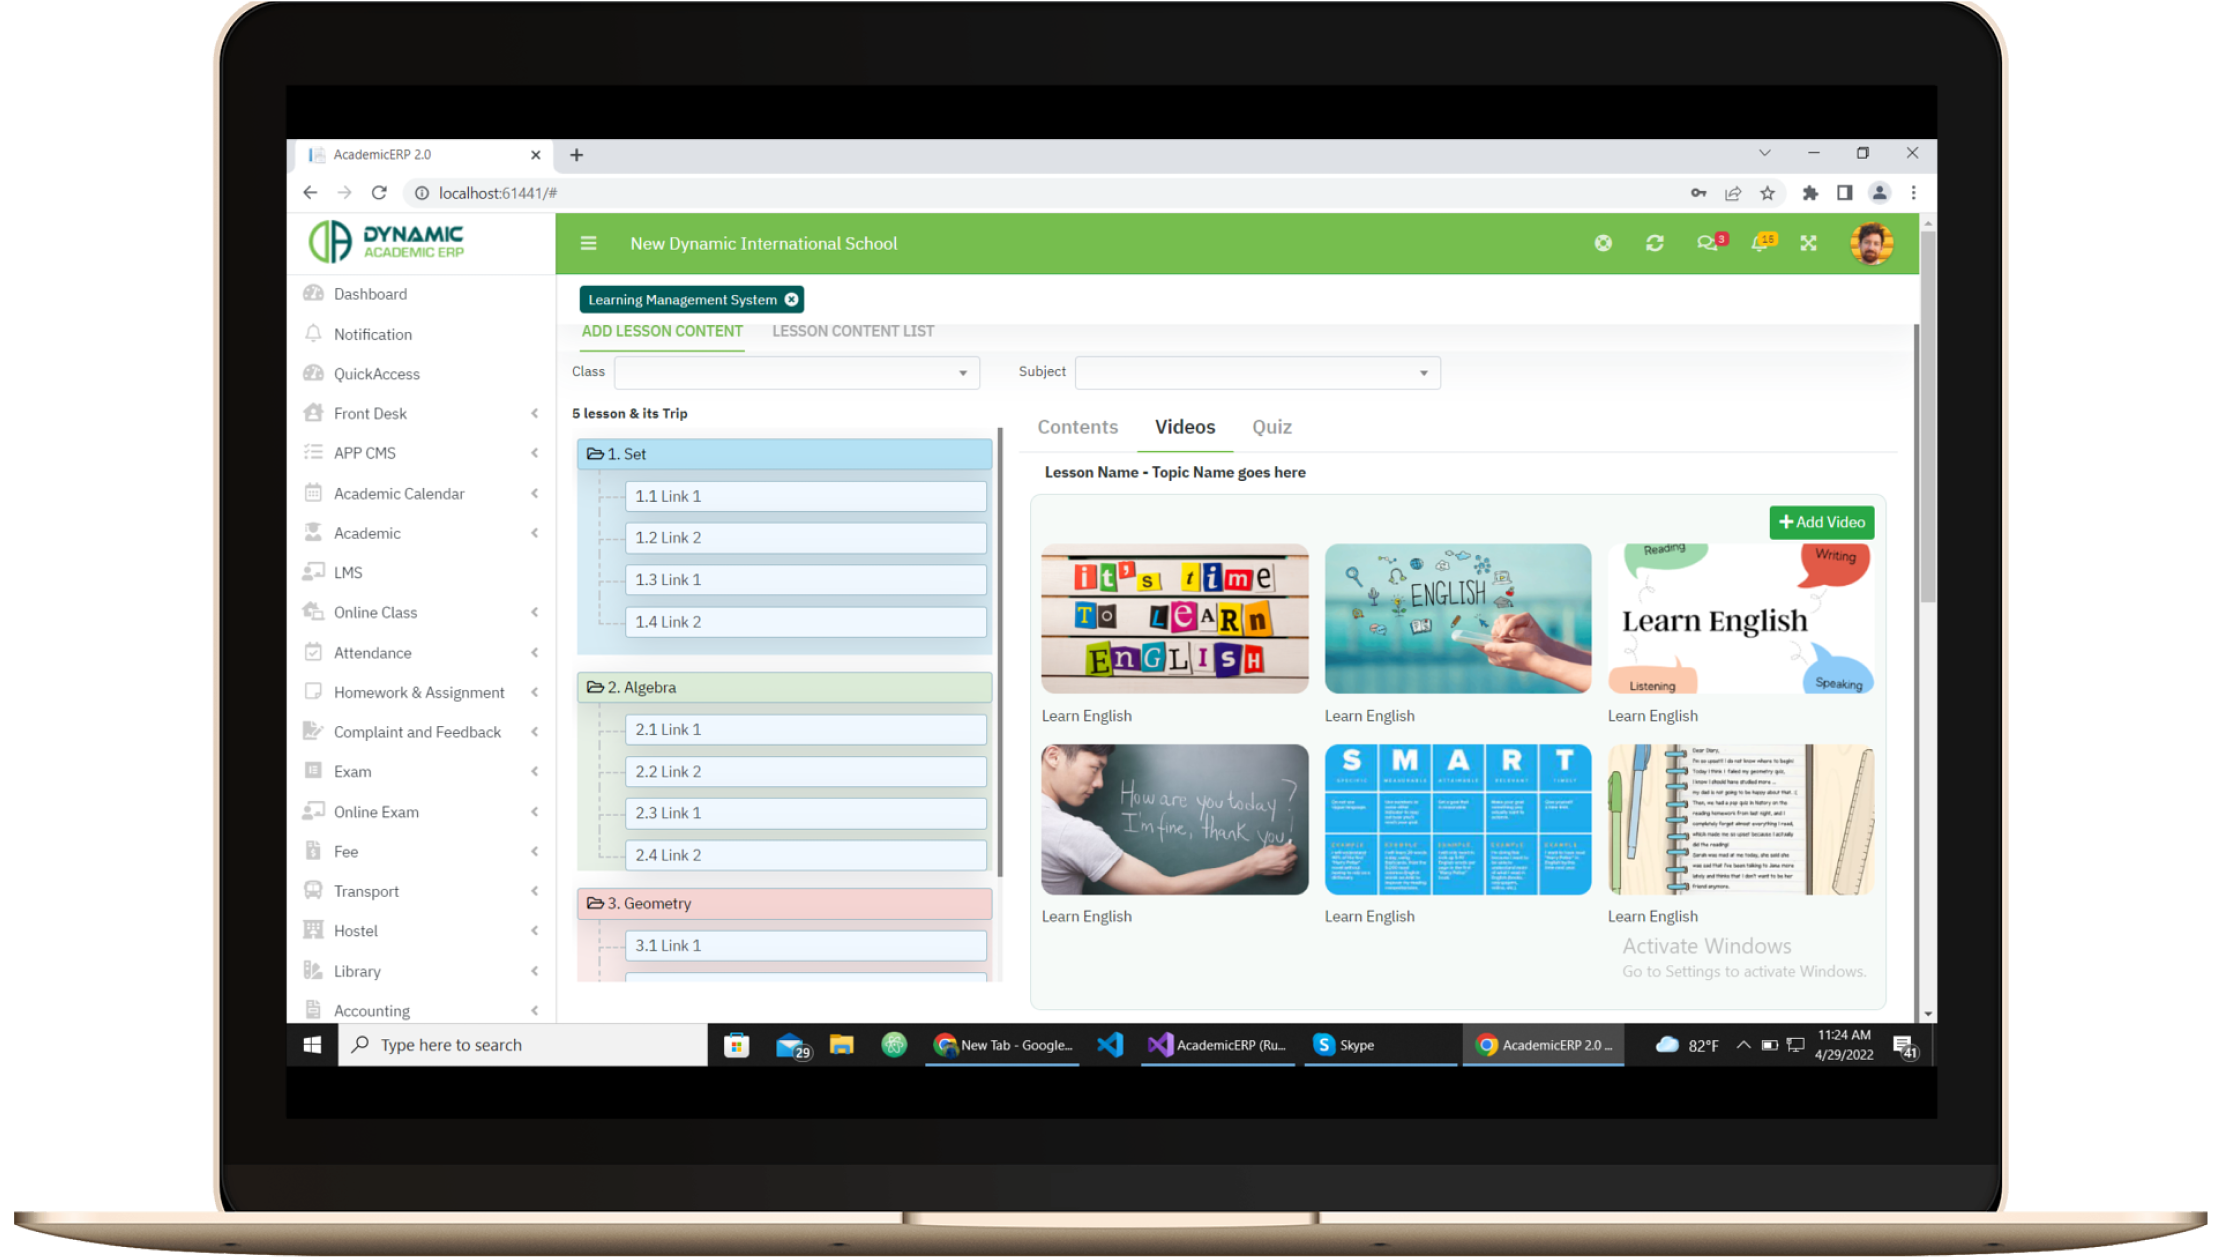 AcademicERP 2.0
localhost:61441/#
DYNAMIC
ACADEMIC ERP
New Dynamic International School
3
15
Dashboard
Notification
QuickAccess
Front Desk
APP CMS
Academic Calendar
Academic
LMS
Online Class
Attendance
Homework & Assignment
Complaint and Feedback
Exam
Online Exam
Fee
Transport
Hostel
Library
Accounting
Learning Management System
ADD LESSON CONTENT
LESSON CONTENT LIST
Class
Subject
5 lesson & its Trip
1. Set
1.1 Link 1
1.2 Link 2
1.3 Link 1
1.4 Link 2
2. Algebra
2.1 Link 1
2.2 Link 2
2.3 Link 1
2.4 Link 2
3. Geometry
3.1 Link 1
Contents
Videos
Quiz
Lesson Name - Topic Name goes here
Add Video
it's time
To LeARn
EnGLISH
Learn English
ENGLISH
Learn English
Reading
Writing
Learn English
Listening
Speaking
Learn English
How are you today?
I'm fine, thank you!
Learn English
S M A R T
Learn English
Dear Diary,
Learn English
Activate Windows
Go to Settings to activate Windows.
Type here to search
29
New Tab - Google...
AcademicERP (Ru...
Skype
AcademicERP 2.0 ...
82°F
11:24 AM
4/29/2022
41